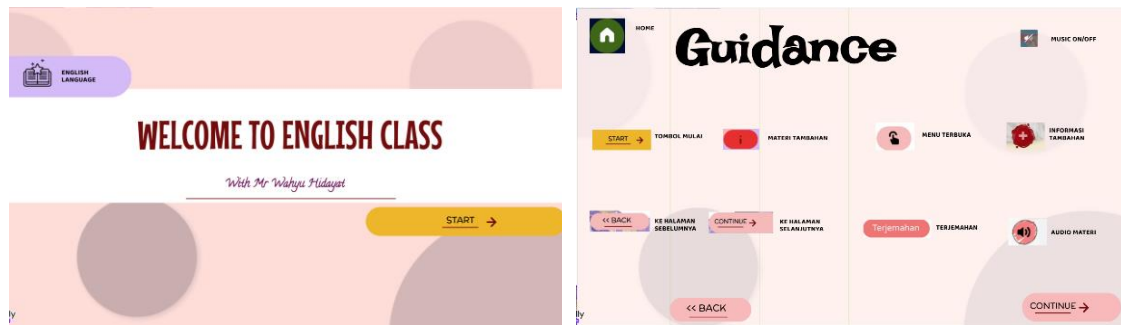 ENGLISH
LANGUAGE
WELCOME TO ENGLISH CLASS
With Mr Wahyu Hidayat
START →
ly
HOME
Guidance
MUSIC ON/OFF
START →
TOMBOL MULAI
i
MATERI TAMBAHAN
MENU TERBUKA
+
INFORMASI
TAMBAHAN
<< BACK
KE HALAMAN
SEBELUMNYA
CONTINUE →
KE HALAMAN
SELANJUTNYA
Terjemahan
TERJEMAHAN
AUDIO MATERI
ly
<< BACK
CONTINUE →